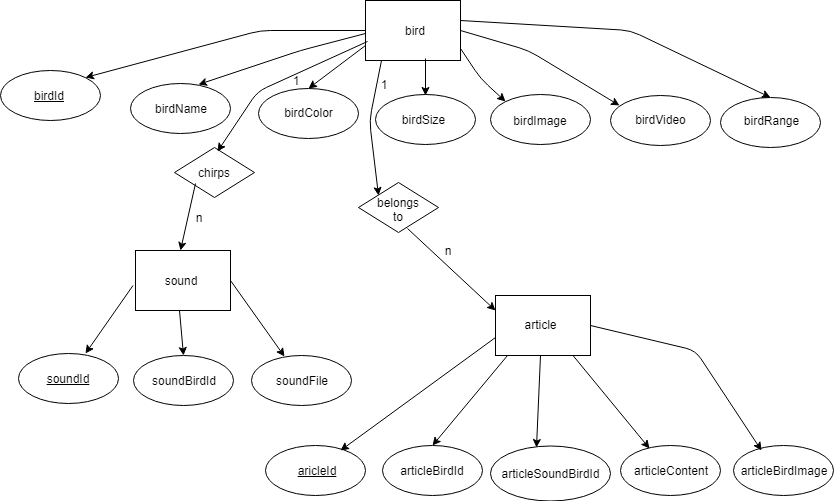 bird
birdId
birdName
1
birdColor
1
birdSize
birdImage
birdVideo
birdRange
chirps
belongs
to
n
n
sound
article
soundId
soundBirdId
soundFile
aricleId
articleBirdId
articleSoundBirdId
articleContent
articleBirdImage